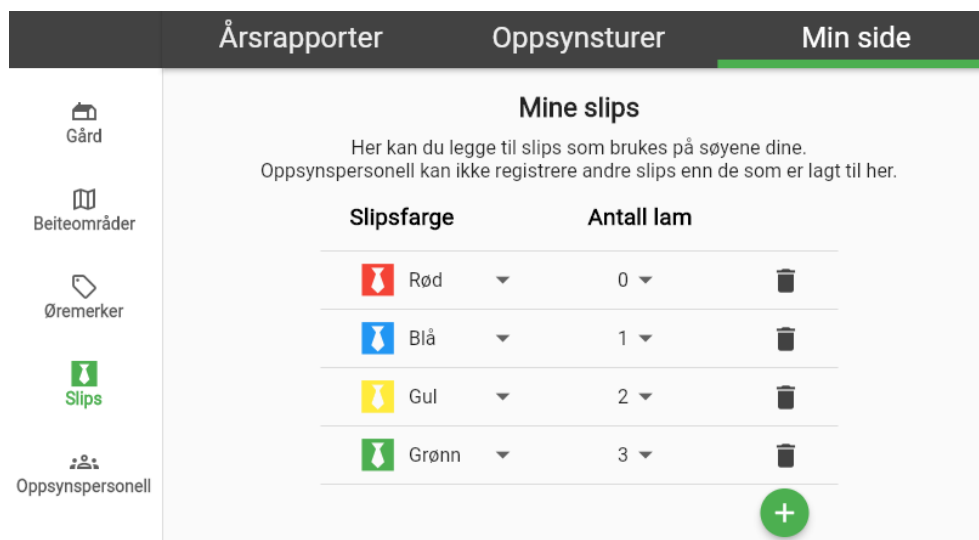 Årsrapporter Oppsynsturer Min side
Gård
Beiteområder
Øremerker
Slips
Oppsynspersonell
Mine slips
Her kan du legge til slips som brukes på søyene dine.
Oppsynspersonell kan ikke registrere andre slips enn de som er lagt til her.
Slipsfarge Antall lam
Rød 0
Blå 1
Gul 2
Grønn 3
+